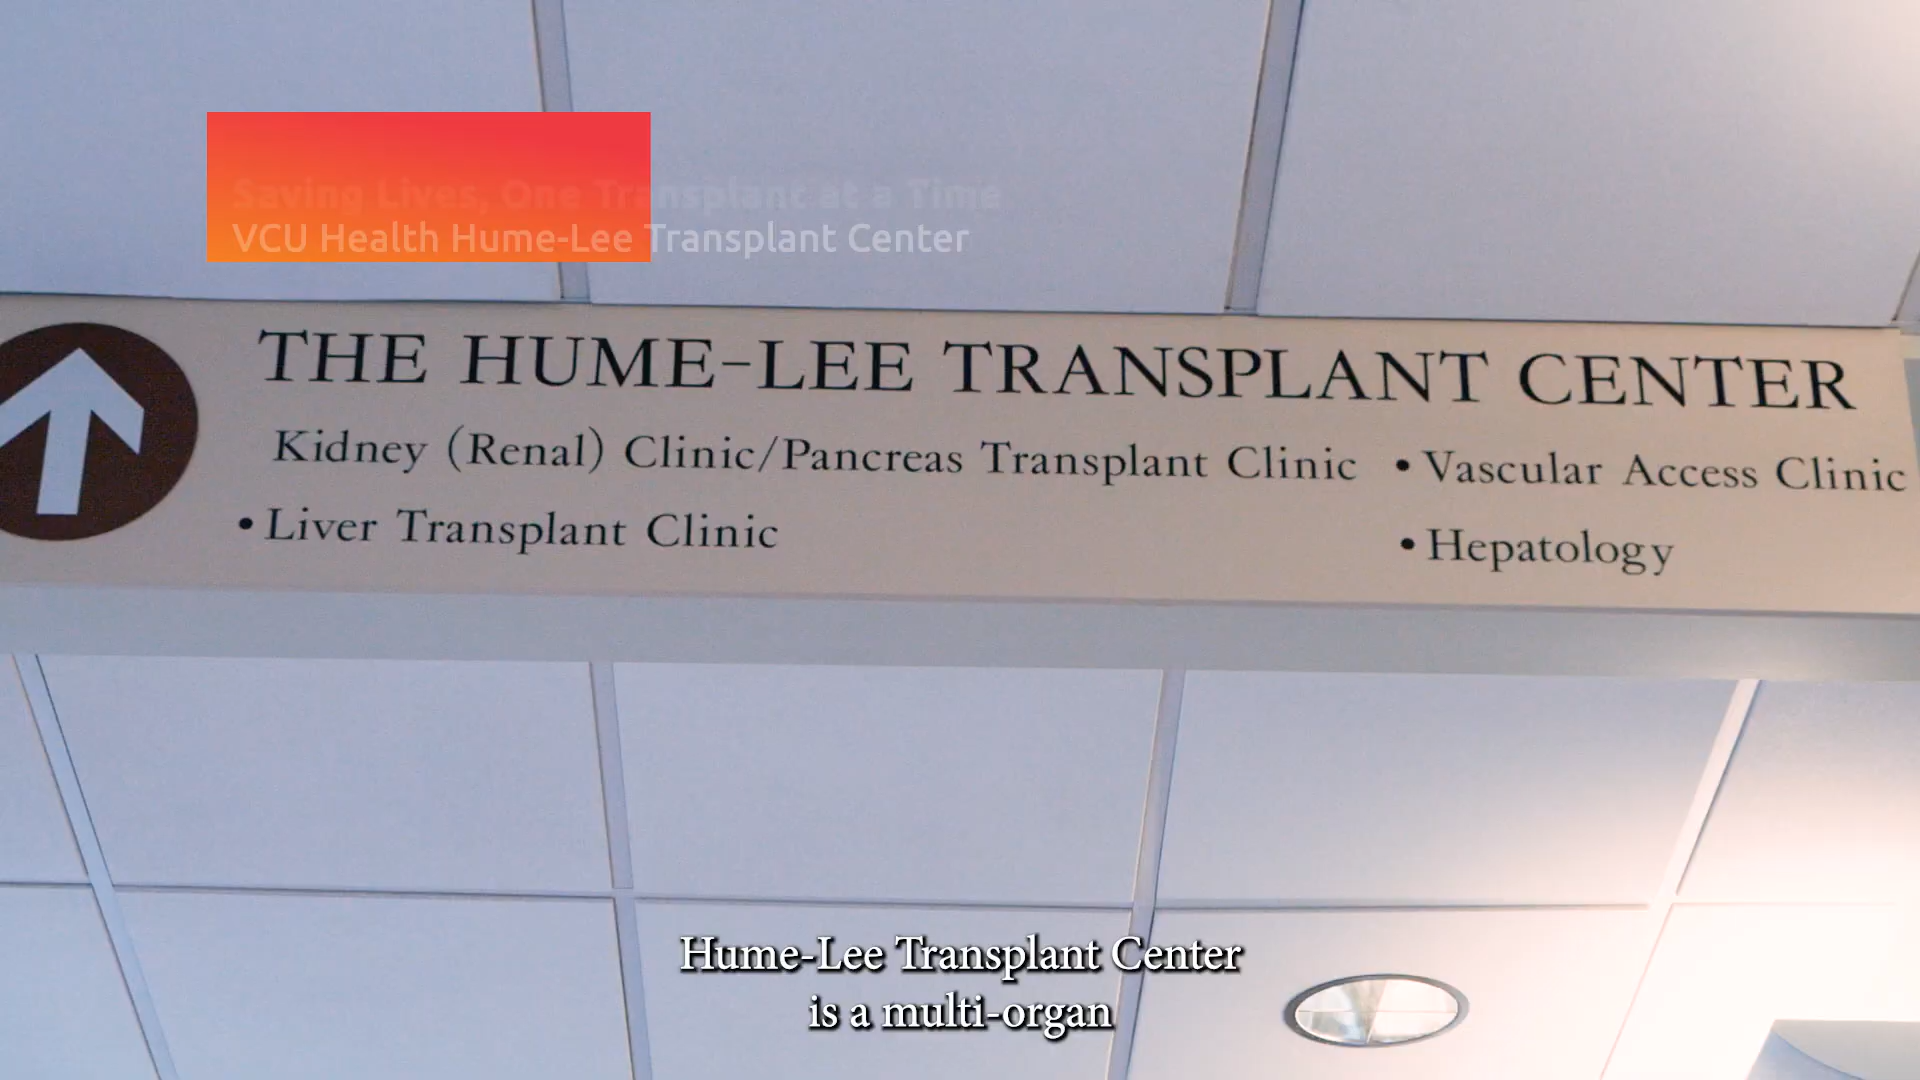 Saving Lives, One Transplant at a Time
VCU Health Hume-Lee Transplant Center
THE HUME-LEE TRANSPLANT CENTER
Kidney (Renal) Clinic/Pancreas Transplant Clinic • Vascular Access Clinic
• Liver Transplant Clinic • Hepatology
Hume-Lee Transplant Center
is a multi-organ